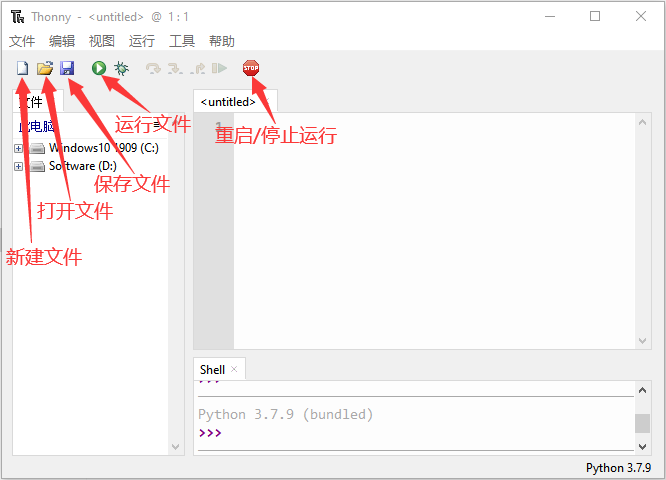 Thonny - <untitled> @ 1 : 1
文件 编辑 视图 运行 工具 帮助
文件
<untitled>
运行文件
此电脑
1
重启/停止运行
Windows10 1909 (C:)
Software (D:)
保存文件
打开文件
新建文件
Shell
>>>
Python 3.7.9 (bundled)
>>>
Python 3.7.9
STOP